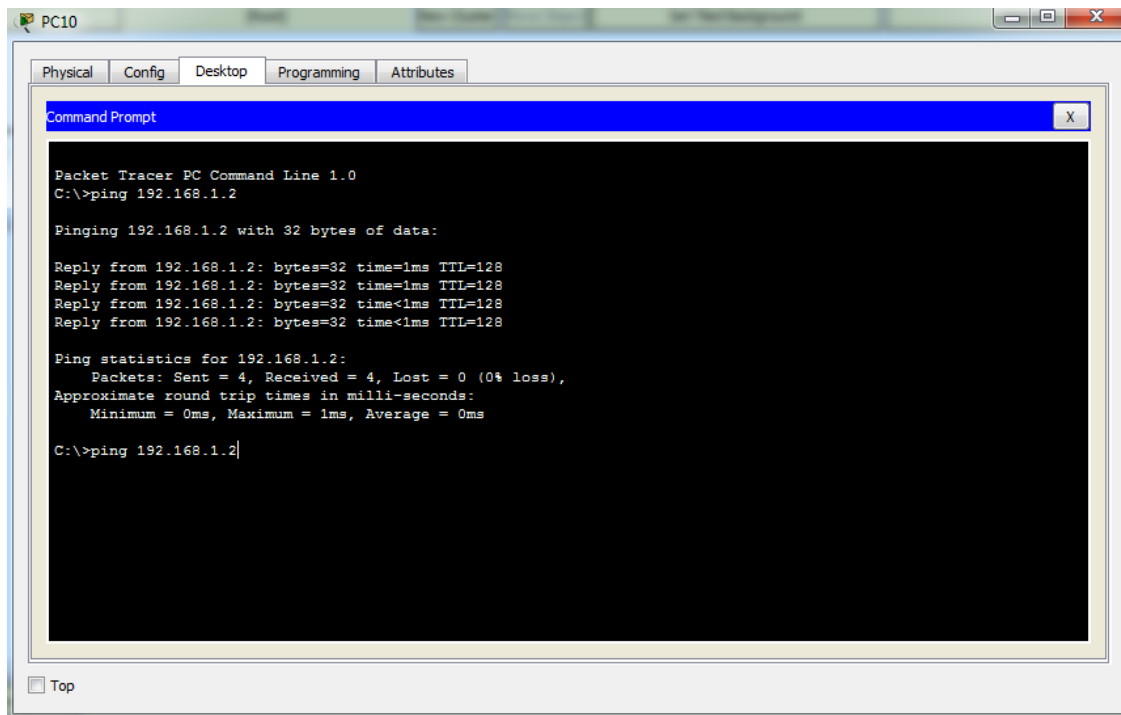 PC10
Physical Config Desktop Programming Attributes
Command Prompt
X
Packet Tracer PC Command Line 1.0
C:\>ping 192.168.1.2
Pinging 192.168.1.2 with 32 bytes of data:
Reply from 192.168.1.2: bytes=32 time=1ms TTL=128
Reply from 192.168.1.2: bytes=32 time=1ms TTL=128
Reply from 192.168.1.2: bytes=32 time<1ms TTL=128
Reply from 192.168.1.2: bytes=32 time<1ms TTL=128
Ping statistics for 192.168.1.2:
Packets: Sent = 4, Received = 4, Lost = 0 (0% loss),
Approximate round trip times in milli-seconds:
Minimum = 0ms, Maximum = 1ms, Average = 0ms
C:\>ping 192.168.1.2
Top